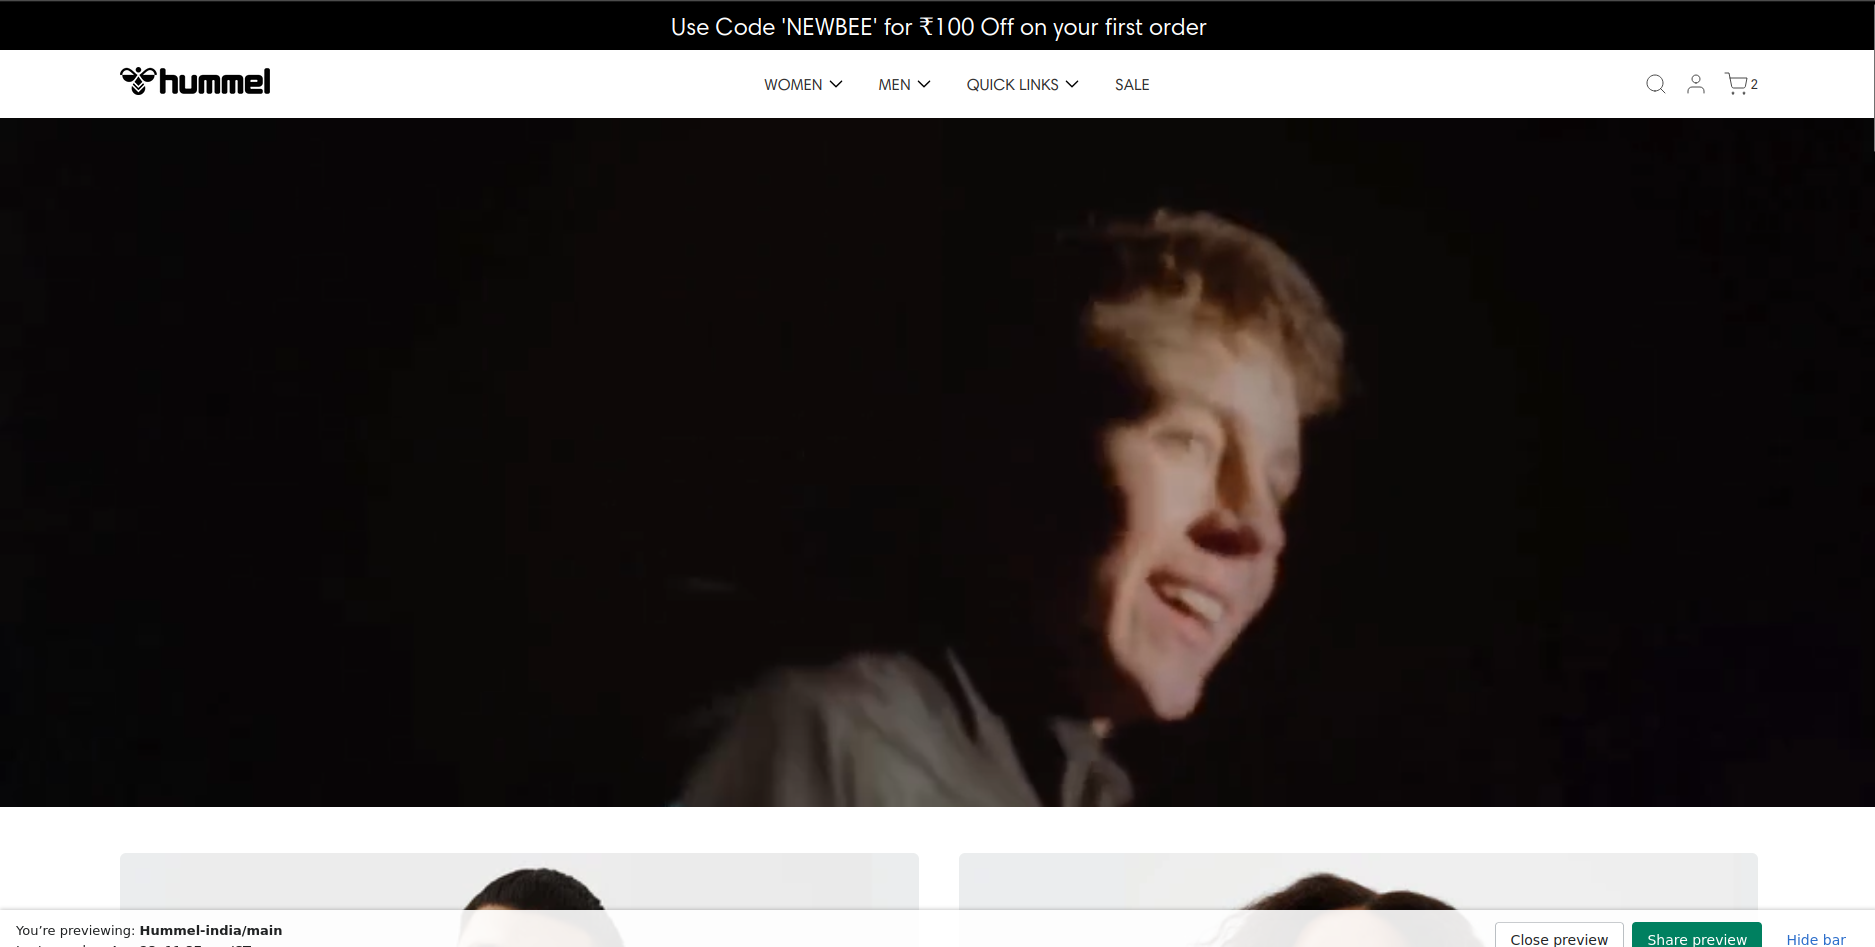 Use Code 'NEWBEE' for ₹100 Off on your first order
hummel
WOMEN
MEN
QUICK LINKS
SALE
2
You're previewing: Hummel-india/main
Close preview
Share preview
Hide bar